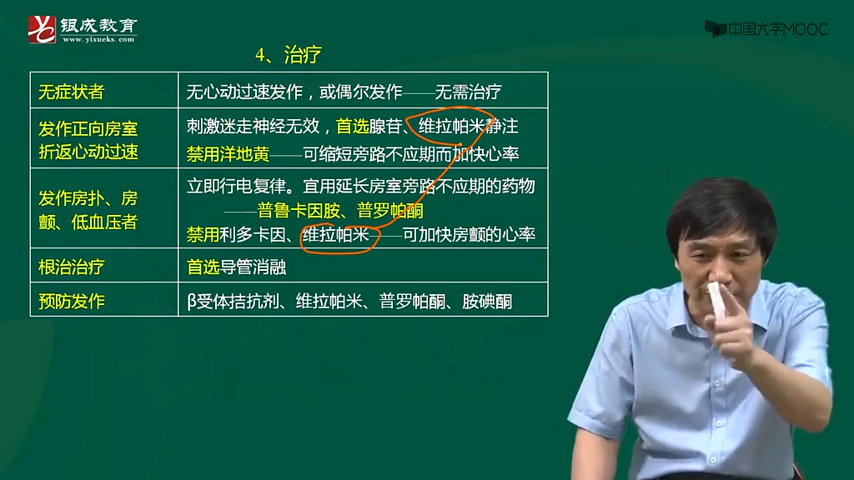 银成教育
www.yixueks.com
中国大学MOOC
4、治疗
无症状者
无心动过速发作，或偶尔发作——无需治疗
发作正向房室
折返心动过速
刺激迷走神经无效，首选腺苷、维拉帕米静注
禁用洋地黄——可缩短旁路不应期而加快心率
发作房扑、房
颤、低血压者
立即行电复律。宜用延长房室旁路不应期的药物
——普鲁卡因胺、普罗帕酮
禁用利多卡因、维拉帕米——可加快房颤的心率
根治治疗
首选导管消融
预防发作
β受体拮抗剂、维拉帕米、普罗帕酮、胺碘酮